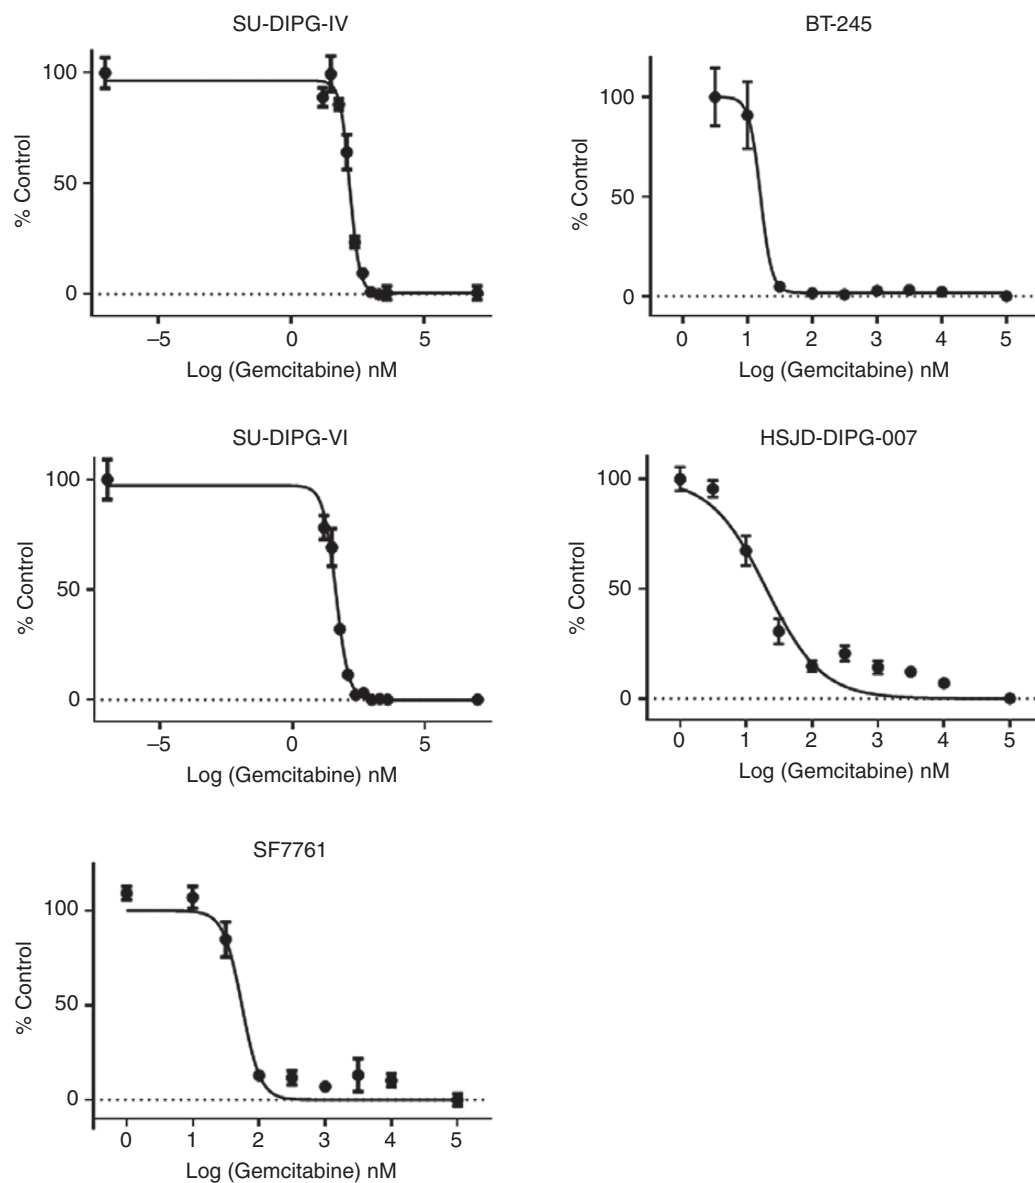 SU-DIPG-IV
100
50
0
% Control
−5 0 5
Log (Gemcitabine) nM
BT-245
100
50
0
% Control
0 1 2 3 4 5
Log (Gemcitabine) nM
SU-DIPG-VI
100
50
0
% Control
−5 0 5
Log (Gemcitabine) nM
HSJD-DIPG-007
100
50
0
% Control
0 1 2 3 4 5
Log (Gemcitabine) nM
SF7761
100
50
0
% Control
0 1 2 3 4 5
Log (Gemcitabine) nM